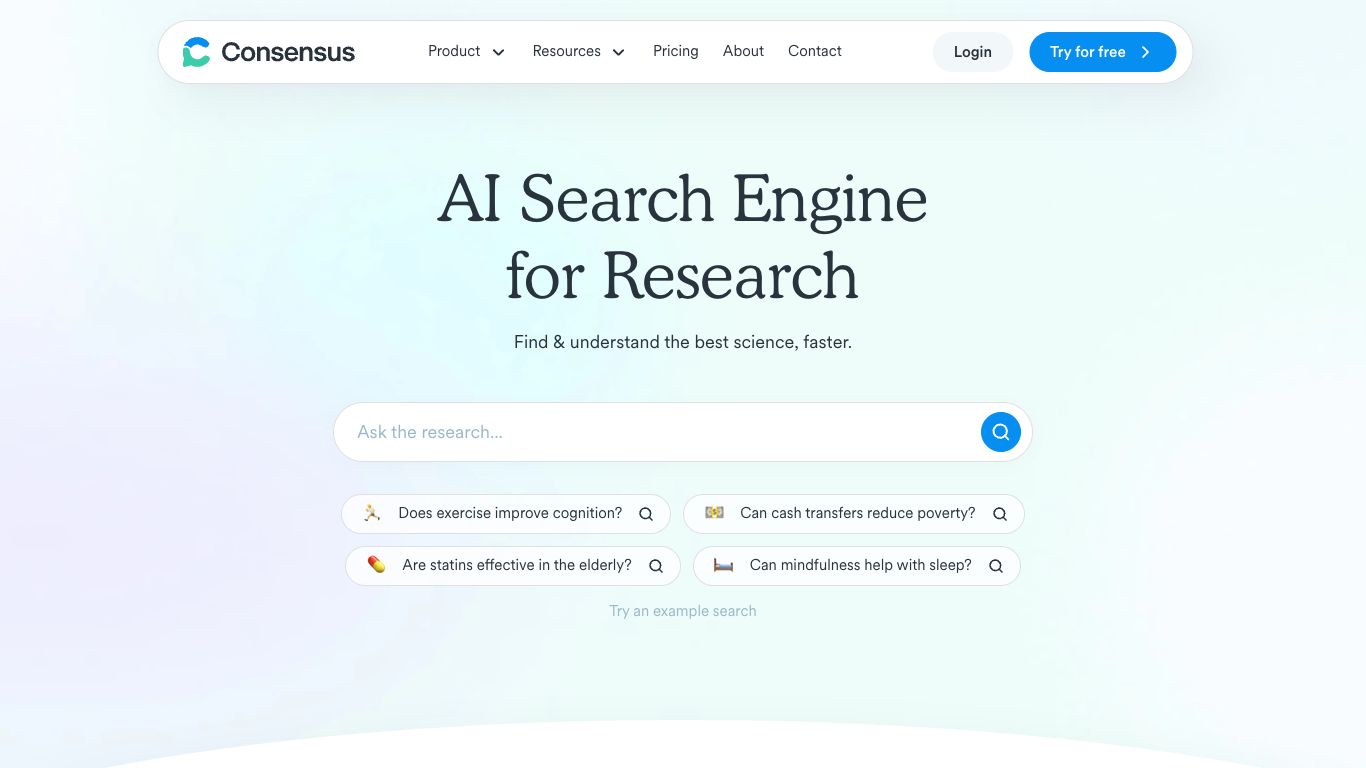 Consensus
Product
Resources
Pricing
About
Contact
Login
Try for free
AI Search Engine
for Research
Find & understand the best science, faster.
Ask the research...
Does exercise improve cognition?
Can cash transfers reduce poverty?
Are statins effective in the elderly?
Can mindfulness help with sleep?
Try an example search